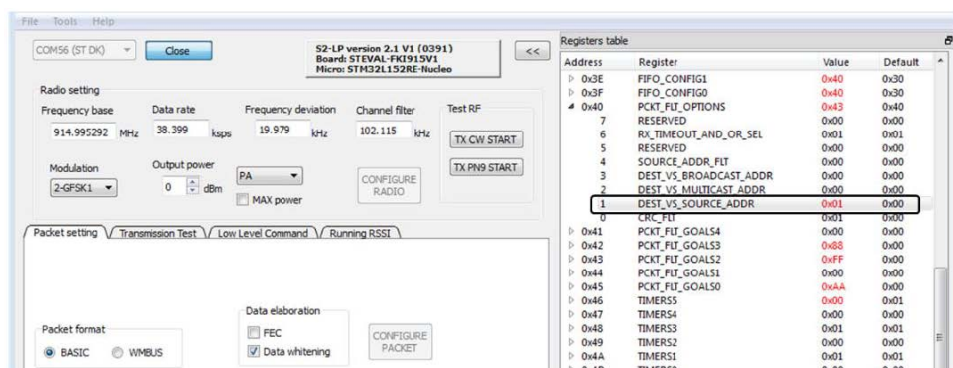 File Tools Help
COM56 (ST DK)
Close
S2-LP version 2.1 V1 (0391)
Board: STEVAL-FKI915V1
Micro: STM32L152RE-Nucleo
<<
Radio setting
Frequency base
Data rate
Frequency deviation
Channel filter
Test RF
914.995292 MHz
38.399 ksps
19.979 kHz
102.115 kHz
TX CW START
TX PN9 START
Modulation
Output power
2-GFSK1
0 dBm
PA
MAX power
CONFIGURE
RADIO
Packet setting
Transmission Test
Low Level Command
Running RSSI
Data elaboration
Packet format
FEC
CONFIGURE
PACKET
BASIC
WMBUS
Data whitening
Registers table
Address Register Value Default
0x3E FIFO_CONFIG1 0x40 0x30
0x3F FIFO_CONFIG0 0x40 0x30
0x40 PCKT_FLT_OPTIONS 0x43 0x40
7 RESERVED 0x00 0x00
6 RX_TIMEOUT_AND_OR_SEL 0x01 0x01
5 RESERVED 0x00 0x00
4 SOURCE_ADDR_FLT 0x00 0x00
3 DEST_VS_BROADCAST_ADDR 0x00 0x00
2 DEST_VS_MULTICAST_ADDR 0x00 0x00
1 DEST_VS_SOURCE_ADDR 0x01 0x00
0 CRC_FLT 0x01 0x00
0x41 PCKT_FLT_GOALS4 0x00 0x00
0x42 PCKT_FLT_GOALS3 0x88 0x00
0x43 PCKT_FLT_GOALS2 0xFF 0x00
0x44 PCKT_FLT_GOALS1 0x00 0x00
0x45 PCKT_FLT_GOALS0 0xAA 0x00
0x46 TIMERS5 0x00 0x01
0x47 TIMERS4 0x00 0x00
0x48 TIMERS3 0x01 0x01
0x49 TIMERS2 0x00 0x00
0x4A TIMERS1 0x01 0x01